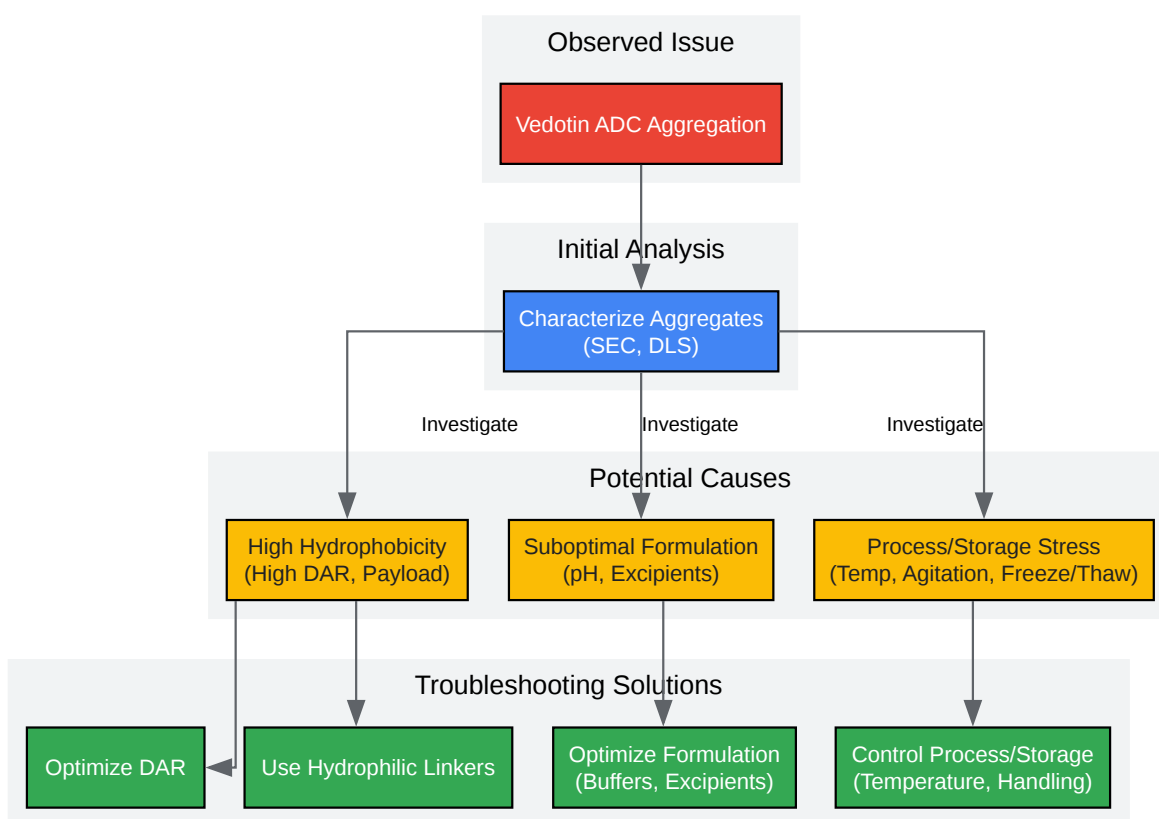 Observed Issue
Vedotin ADC Aggregation
Initial Analysis
Characterize Aggregates
(SEC, DLS)
Investigate
Investigate
Investigate
Potential Causes
High Hydrophobicity
(High DAR, Payload)
Suboptimal Formulation
(pH, Excipients)
Process/Storage Stress
(Temp, Agitation, Freeze/Thaw)
Troubleshooting Solutions
Optimize DAR
Use Hydrophilic Linkers
Optimize Formulation
(Buffers, Excipients)
Control Process/Storage
(Temperature, Handling)